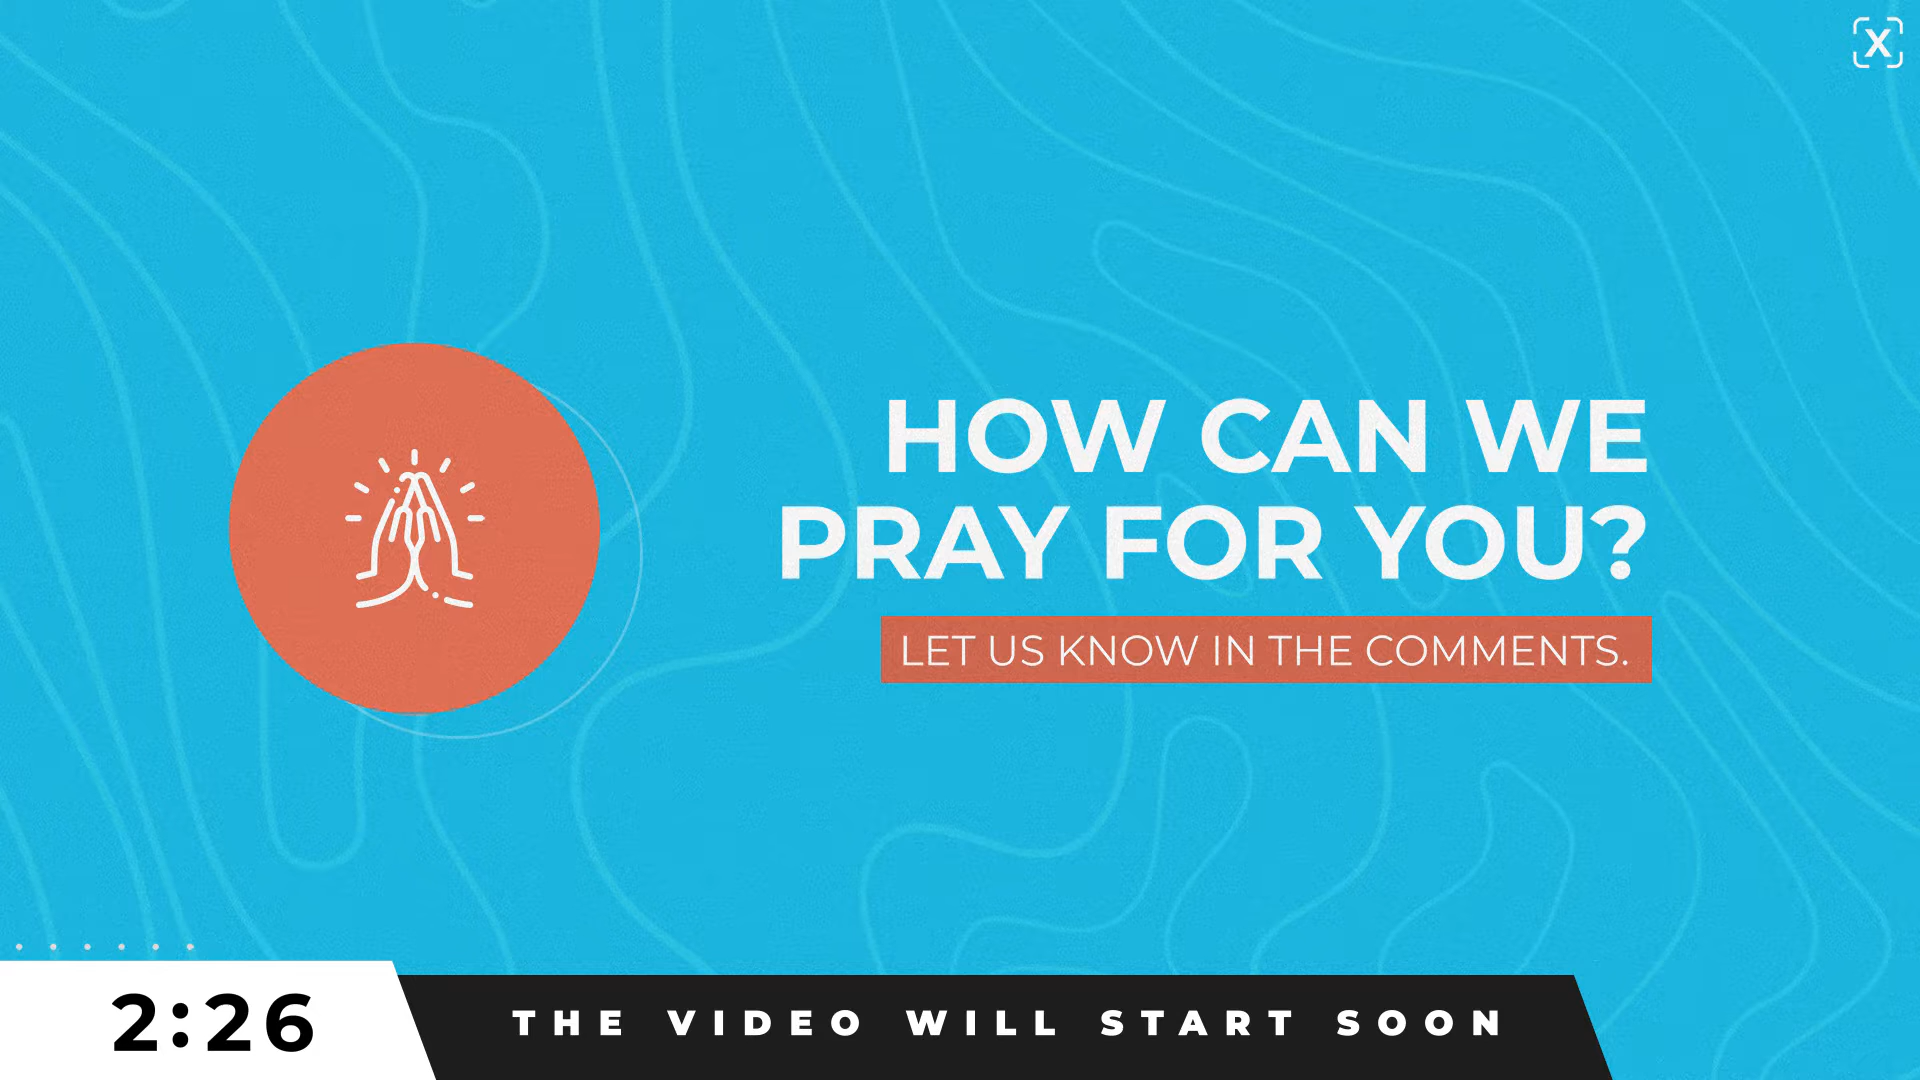 X
HOW CAN WE
PRAY FOR YOU?
LET US KNOW IN THE COMMENTS.
2:26
THE VIDEO WILL START SOON